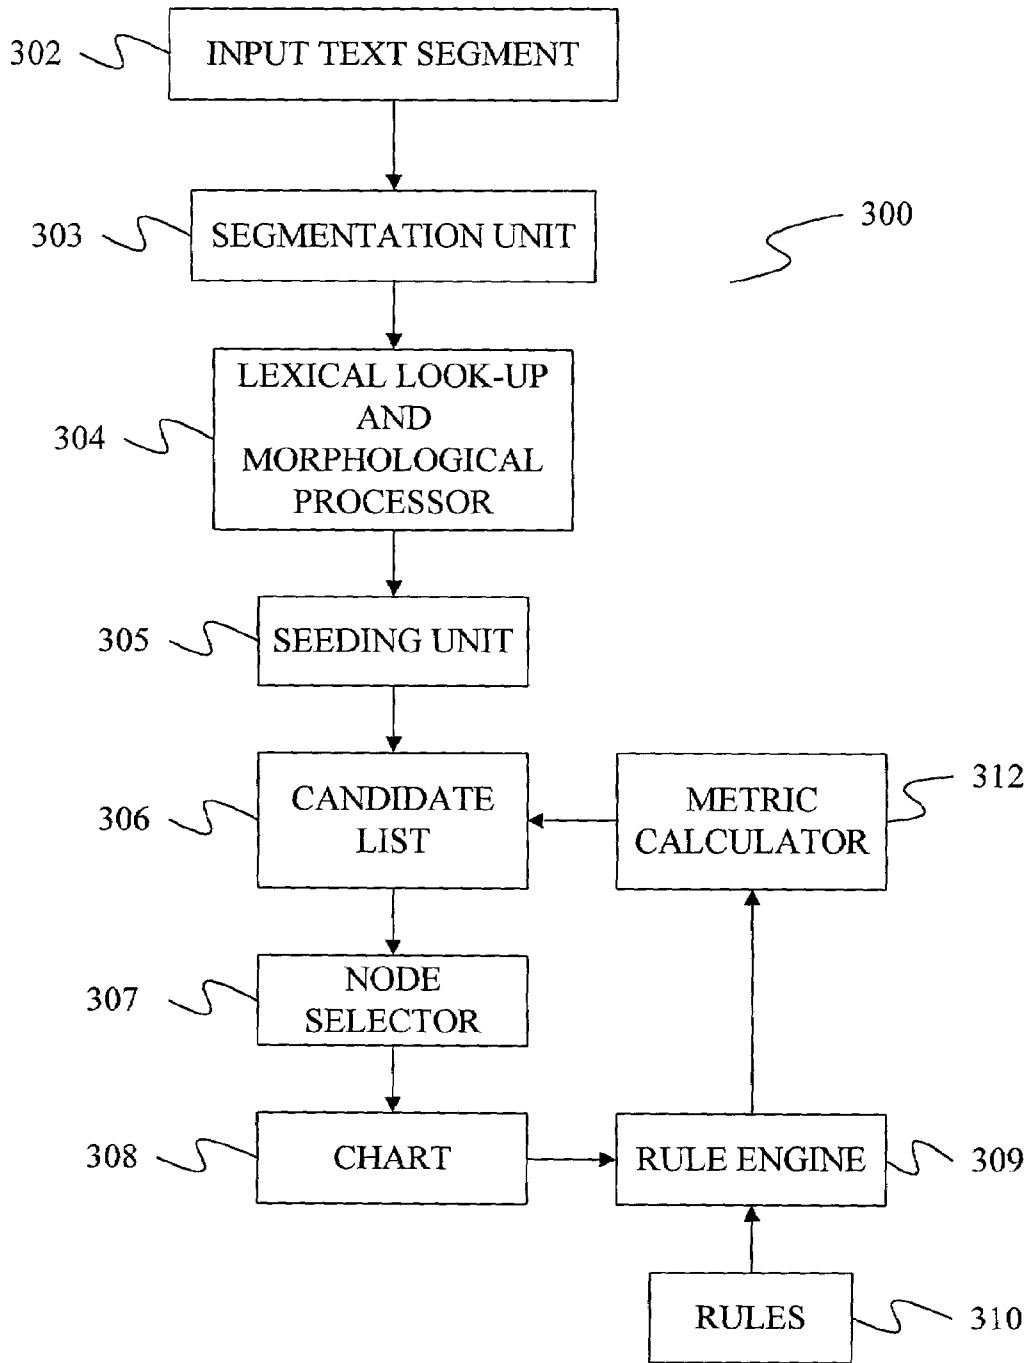 302
INPUT TEXT SEGMENT
303
SEGMENTATION UNIT
300
304
LEXICAL LOOK-UP
AND
MORPHOLOGICAL
PROCESSOR
305
SEEDING UNIT
306
CANDIDATE
LIST
METRIC
CALCULATOR
312
307
NODE
SELECTOR
308
CHART
RULE ENGINE
309
RULES
310